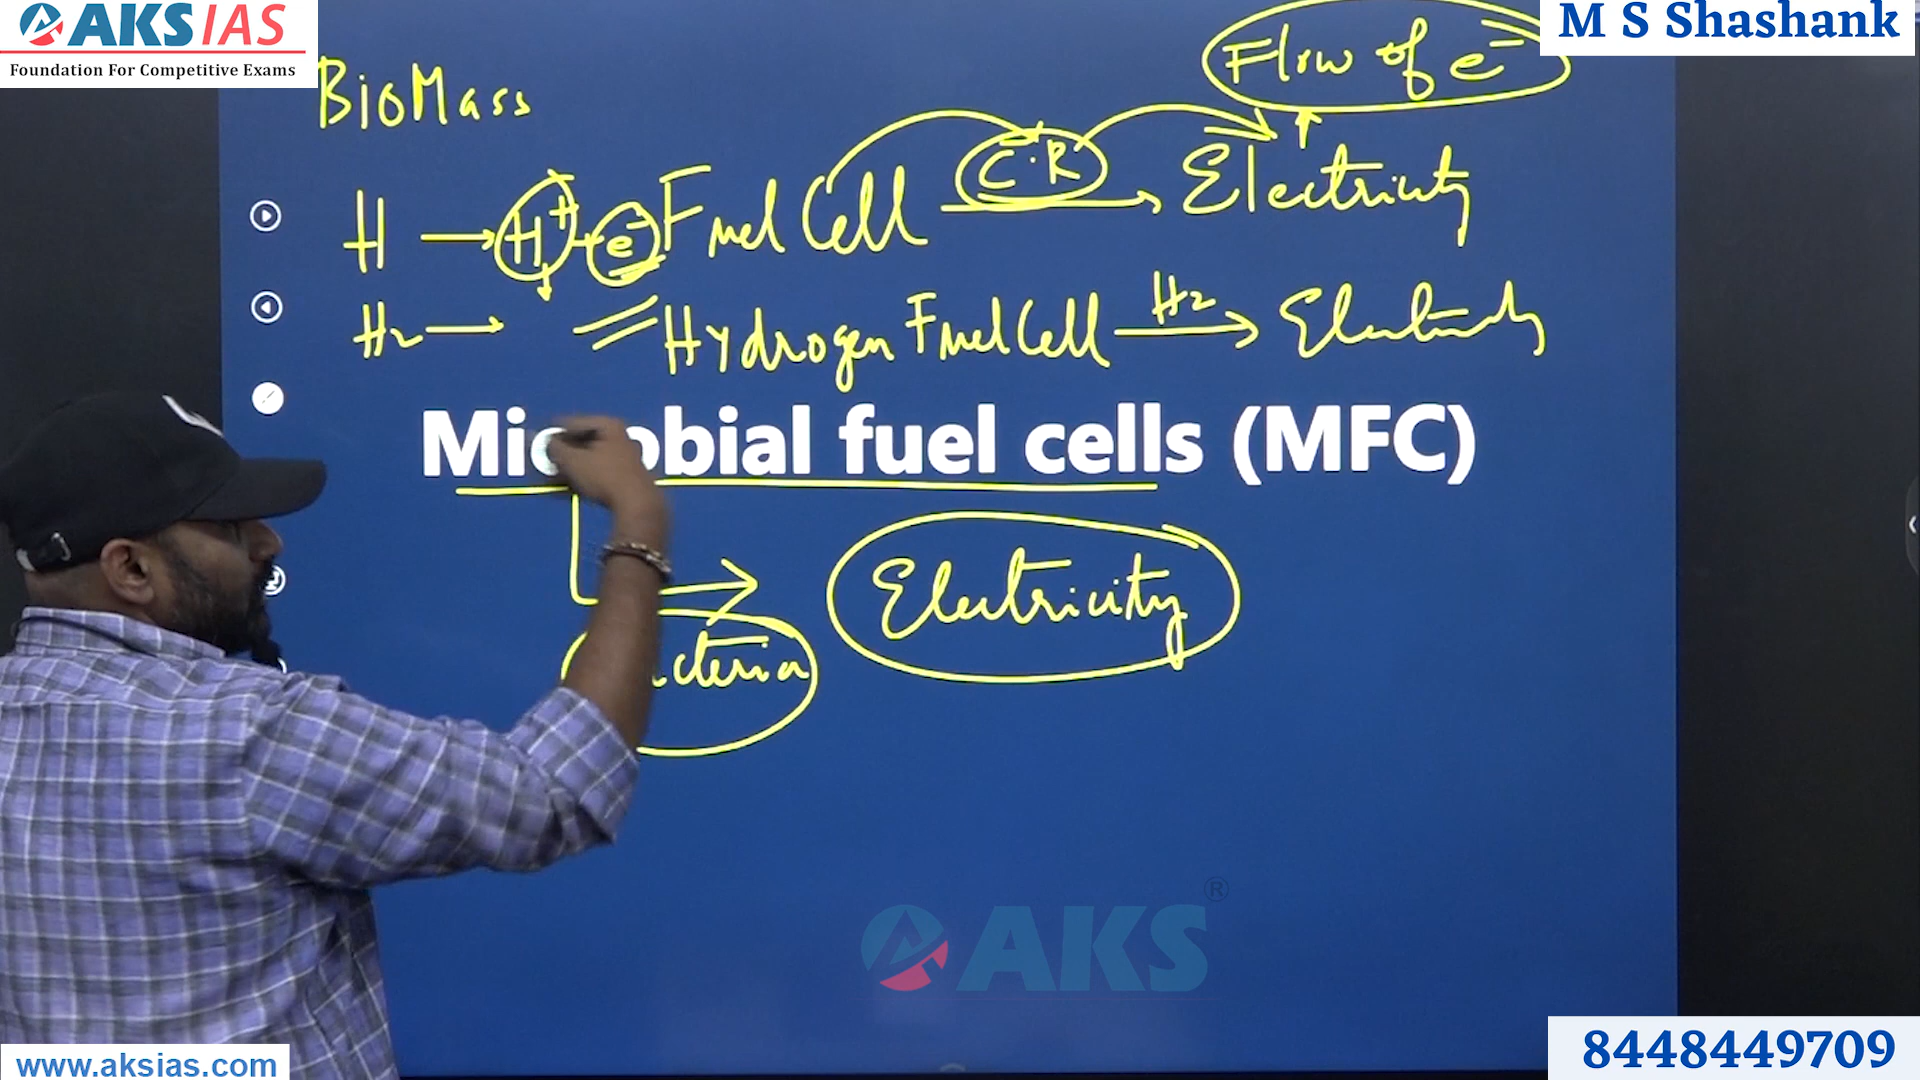 AKS IAS
Foundation For Competitive Exams
M S Shashank
BioMass
Flow of e⁻
H → H⁺ + e⁻ Fuel Cell C.R → Electricity
H₂ → Hydrogen Fuel Cell H₂ → Electricity
Microbial fuel cells (MFC)
Electricity
cteria
AKS®
www.aksias.com
8448449709